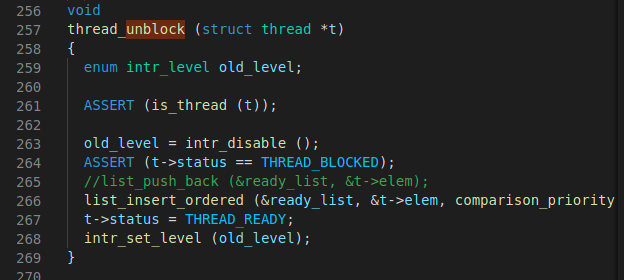 256 void
257 thread_unblock (struct thread *t)
258 {
259   enum intr_level old_level;
260
261   ASSERT (is_thread (t));
262
263   old_level = intr_disable ();
264   ASSERT (t->status == THREAD_BLOCKED);
265   //list_push_back (&ready_list, &t->elem);
266   list_insert_ordered (&ready_list, &t->elem, comparison_priority
267   t->status = THREAD_READY;
268   intr_set_level (old_level);
269 }
270